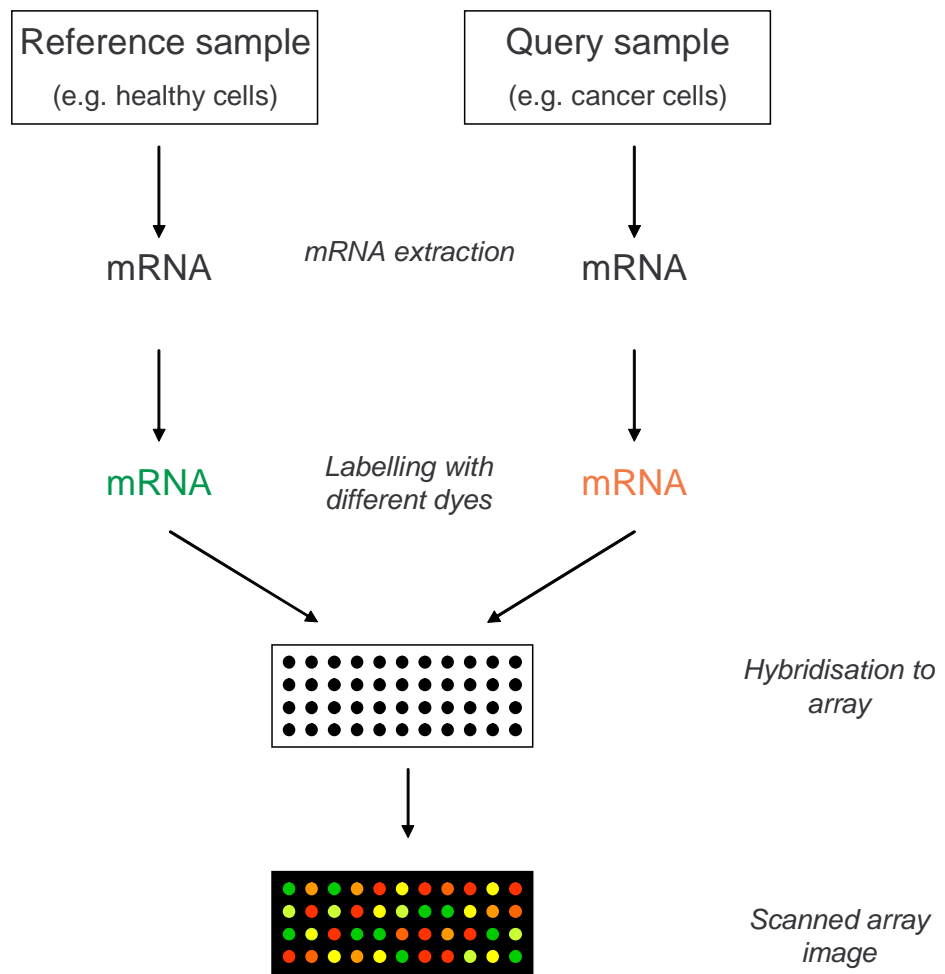 Reference sample
(e.g. healthy cells)
Query sample
(e.g. cancer cells)
mRNA
mRNA extraction
mRNA
mRNA
Labelling with
different dyes
mRNA
Hybridisation to
array
Scanned array
image